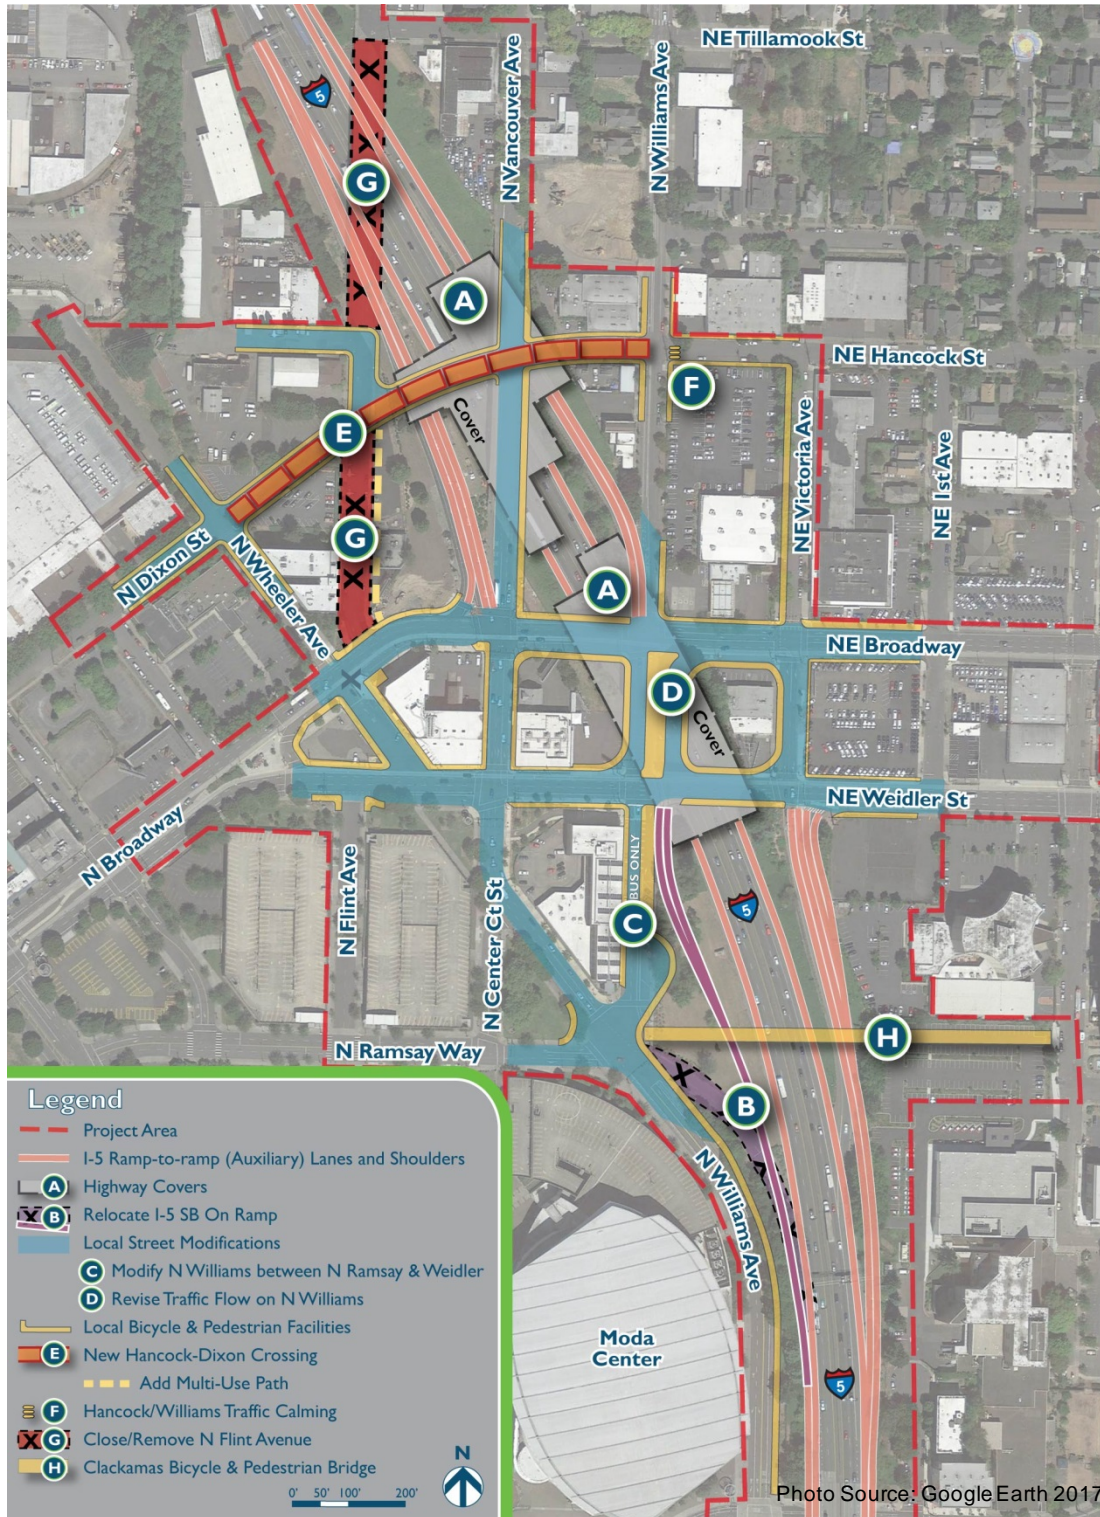 NE Tillamook St
N Vancouver Ave
N Williams Ave
5
G
A
NE Hancock St
F
Cover
E
NE Victoria Ave
NE 1st Ave
G
N Dixon St
N Wheeler Ave
A
NE Broadway
D
Cover
NE Weidler St
N Broadway
BUS ONLY
5
N Flint Ave
C
N Center Ct St
H
N Ramsay Way
B
N Williams Ave
Moda
Center
5
Legend
Project Area
I-5 Ramp-to-ramp (Auxiliary) Lanes and Shoulders
A Highway Covers
X B Relocate I-5 SB On Ramp
Local Street Modifications
C Modify N Williams between N Ramsay & Weidler
D Revise Traffic Flow on N Williams
Local Bicycle & Pedestrian Facilities
E New Hancock-Dixon Crossing
Add Multi-Use Path
F Hancock/Williams Traffic Calming
X G Close/Remove N Flint Avenue
H Clackamas Bicycle & Pedestrian Bridge
N
0' 50' 100' 200'
Photo Source: Google Earth 2017